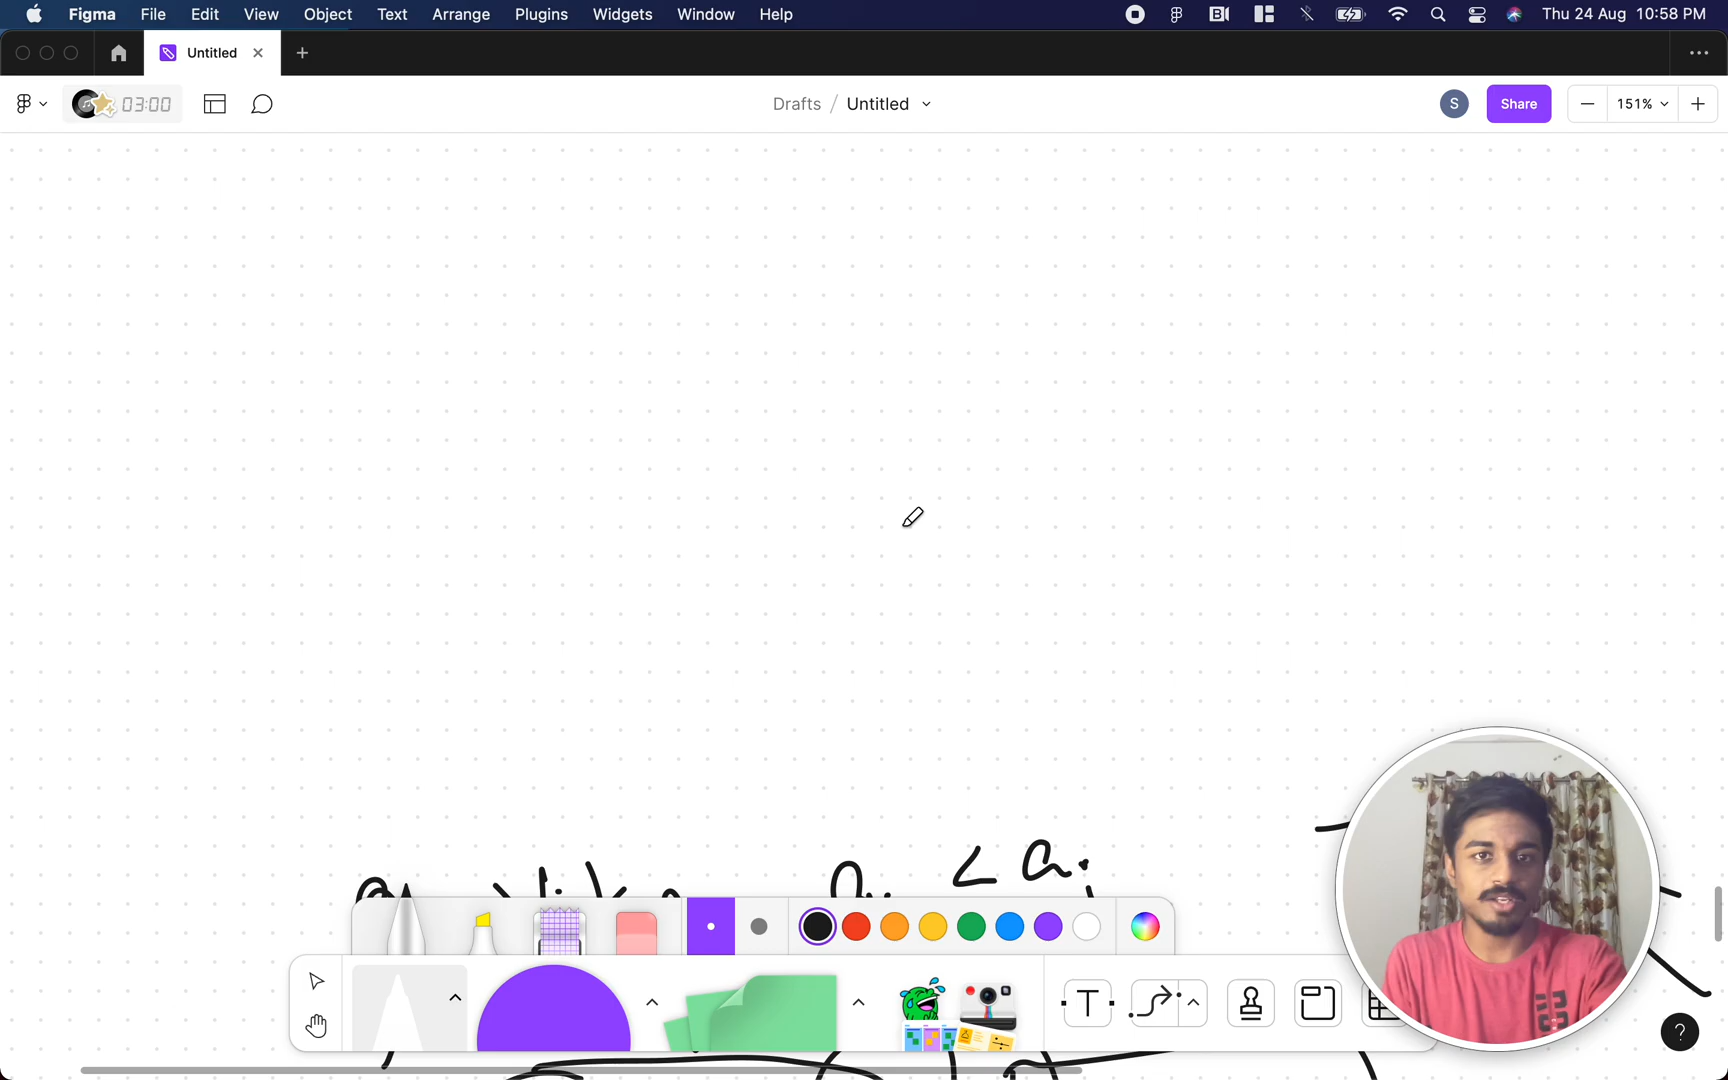 Figma File Edit View Object Text Arrange Plugins Widgets Window Help Thu 24 Aug 10:58 PM
Untitled
03:00 Drafts / Untitled S Share 151%
< a
T
?